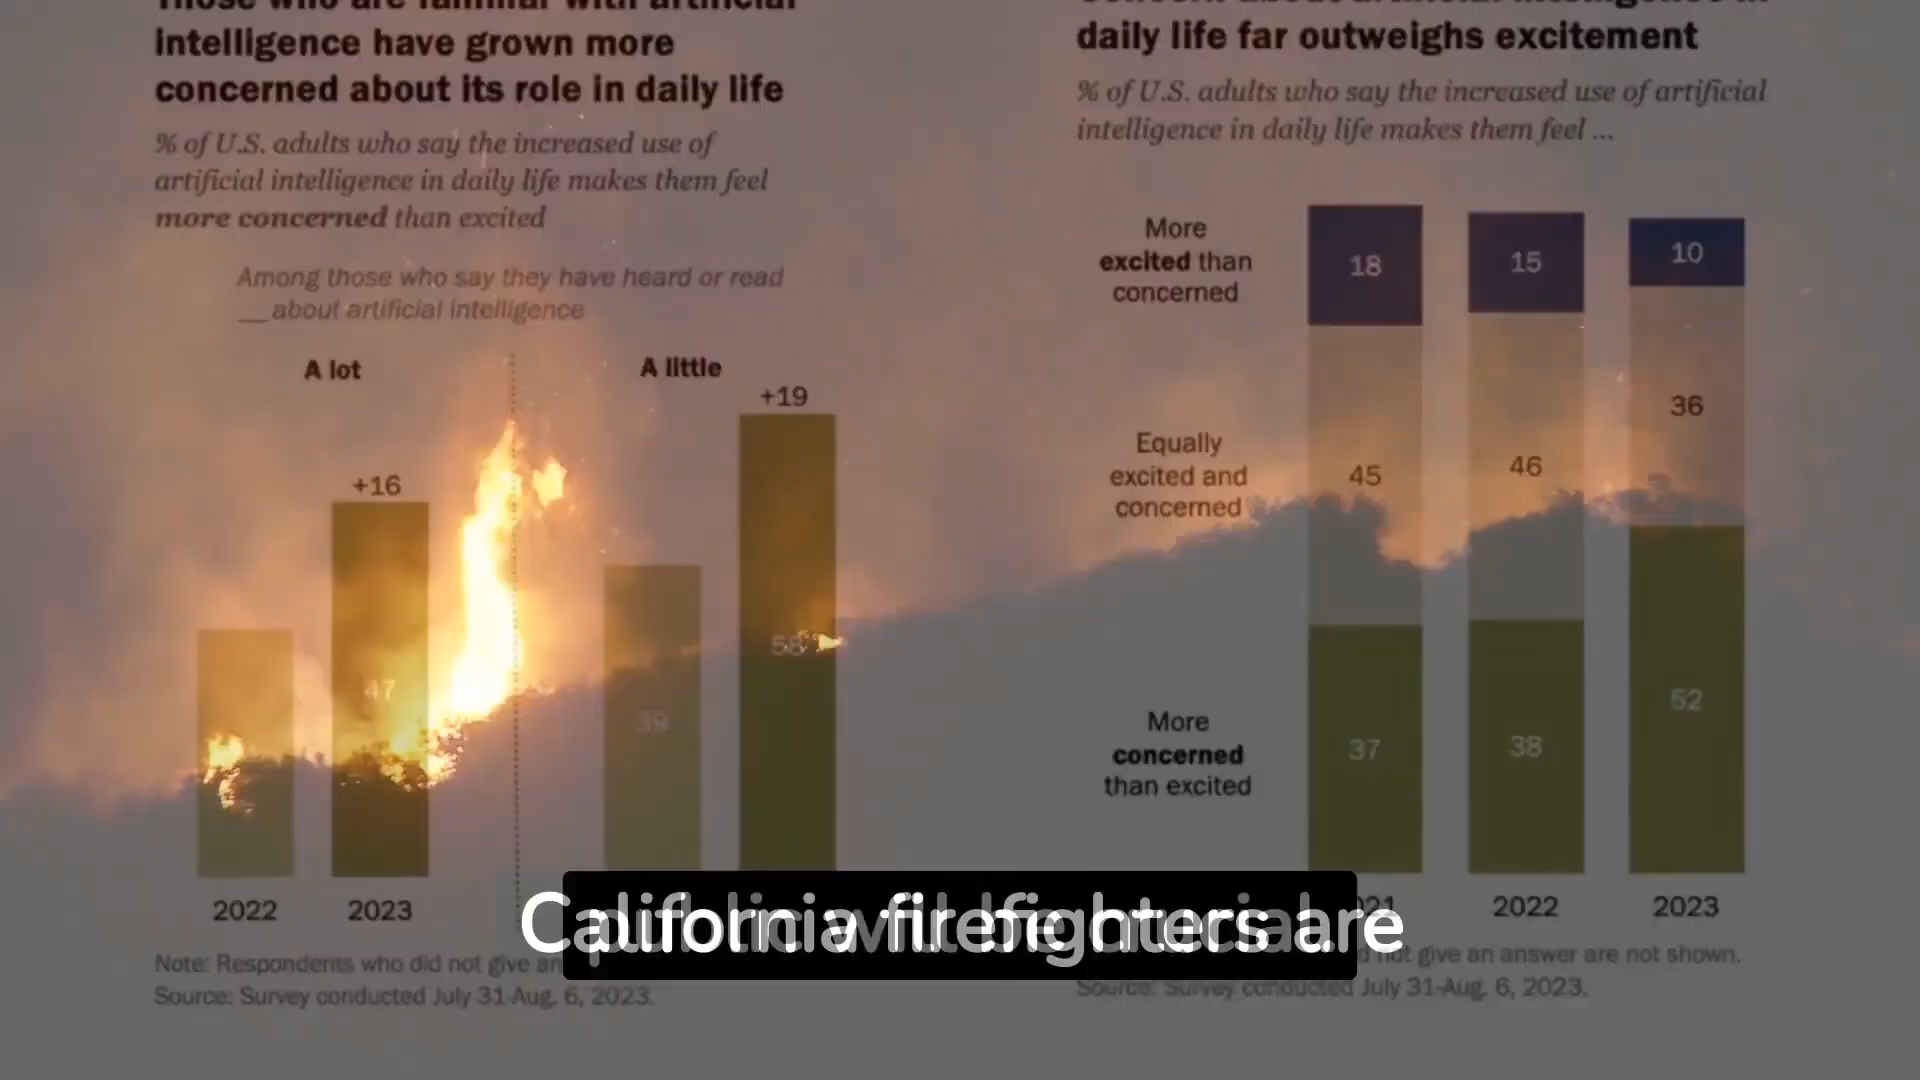 intelligence have grown more
concerned about its role in daily life
% of U.S. adults who say the increased use of
artificial intelligence in daily life makes them feel
more concerned than excited
Among those who say they have heard or read
__ about artificial intelligence
A lot
A little
+16
+19
47
39
58
2022
2023
Note: Respondents who did not give an
Source: Survey conducted July 31-Aug. 6, 2023.
daily life far outweighs excitement
% of U.S. adults who say the increased use of artificial
intelligence in daily life makes them feel ...
More
excited than
concerned
18
15
10
Equally
excited and
concerned
45
46
36
More
concerned
than excited
37
38
52
2022
2023
not give an answer are not shown.
Source: Survey conducted July 31-Aug. 6, 2023.
California firefighters are